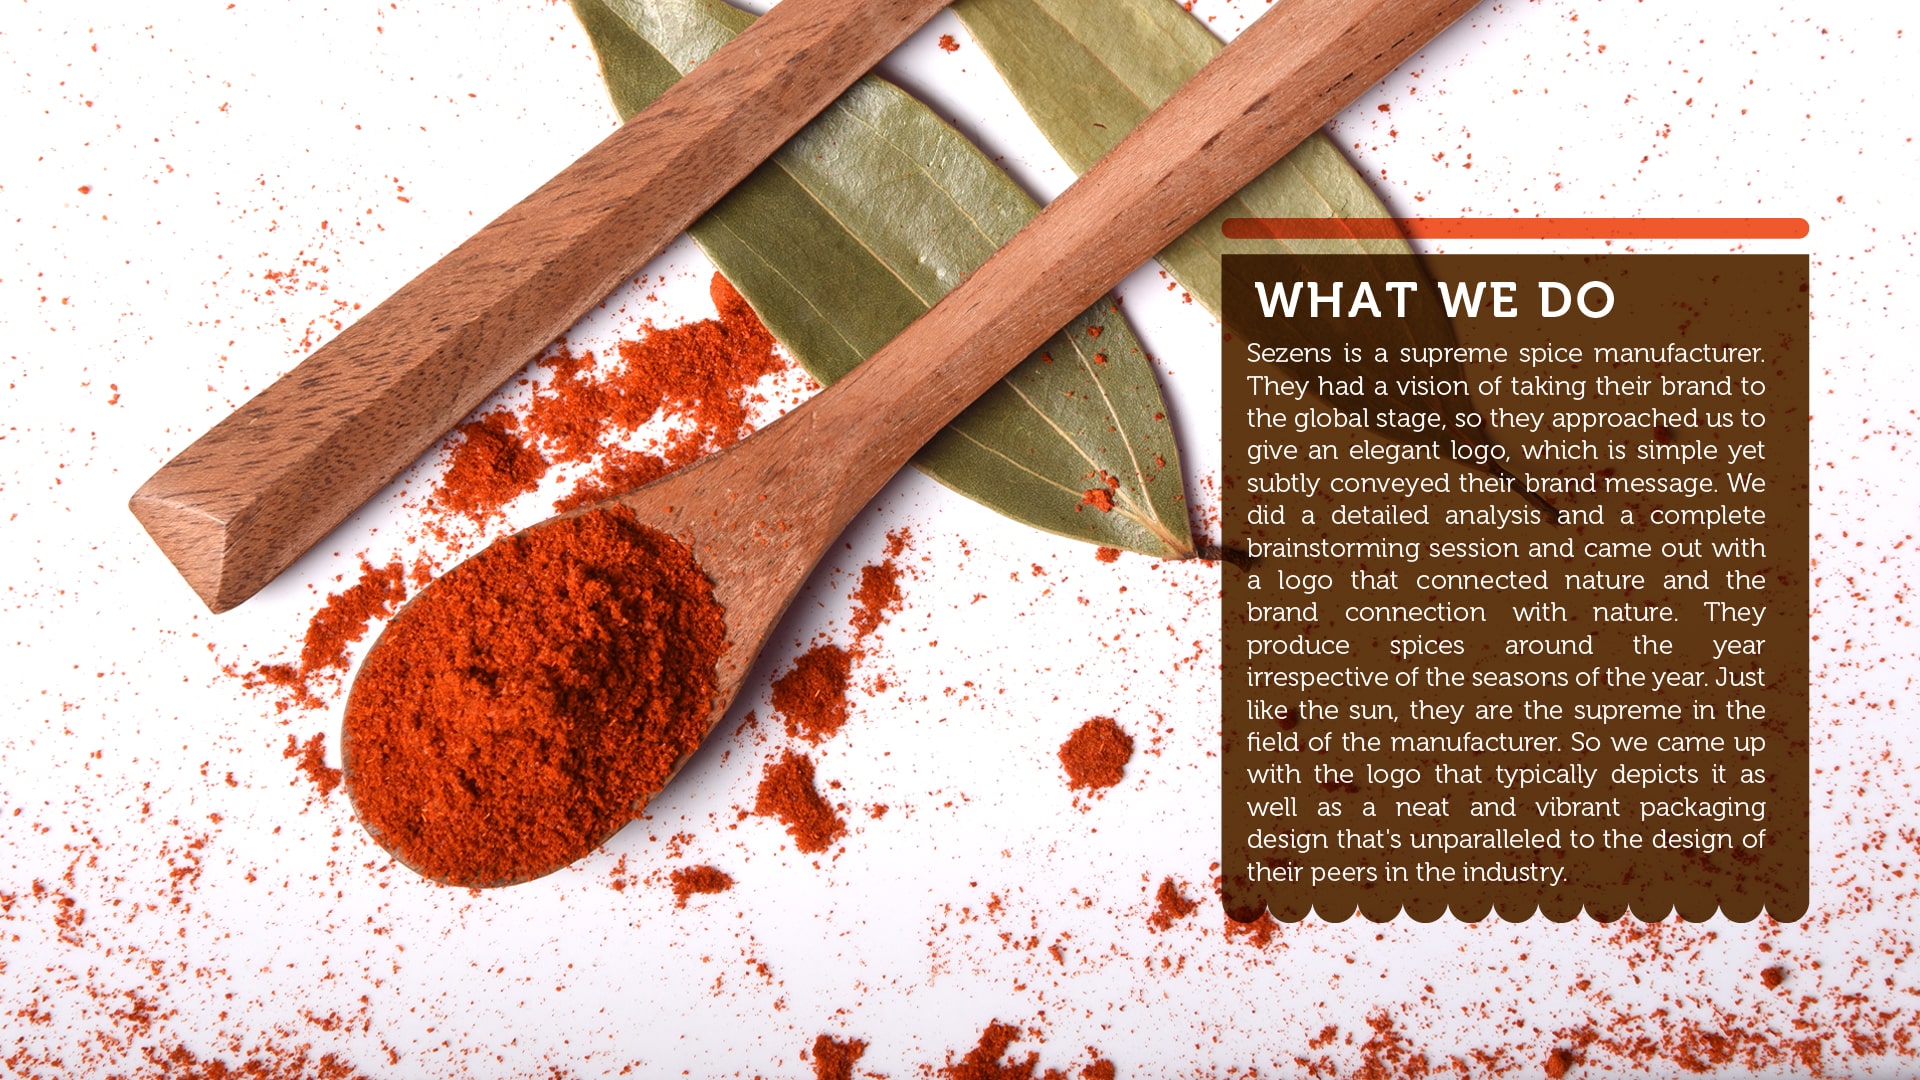 WHAT WE DO
Sezens is a supreme spice manufacturer.
They had a vision of taking their brand to
the global stage, so they approached us to
give an elegant logo, which is simple yet
subtly conveyed their brand message. We
did a detailed analysis and a complete
brainstorming session and came out with
a logo that connected nature and the
brand connection with nature. They
produce spices around the year
irrespective of the seasons of the year. Just
like the sun, they are the supreme in the
field of the manufacturer. So we came up
with the logo that typically depicts it as
well as a neat and vibrant packaging
design that's unparalleled to the design of
their peers in the industry.